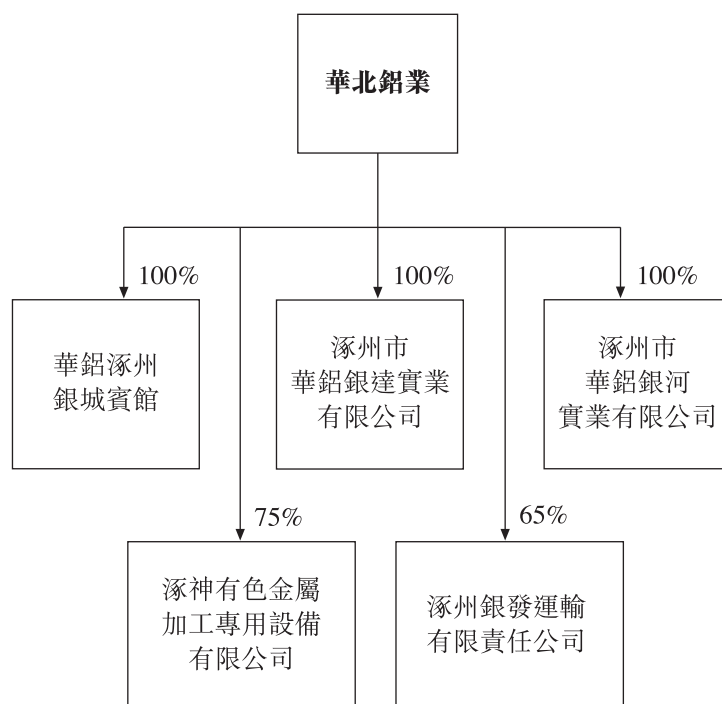 華北鋁業
100%
100%
100%
華鋁涿州
銀城賓館
涿州市
華鋁銀達實業
有限公司
涿州市
華鋁銀河
實業有限公司
75%
65%
涿神有色金屬
加工專用設備
有限公司
涿州銀發運輸
有限責任公司